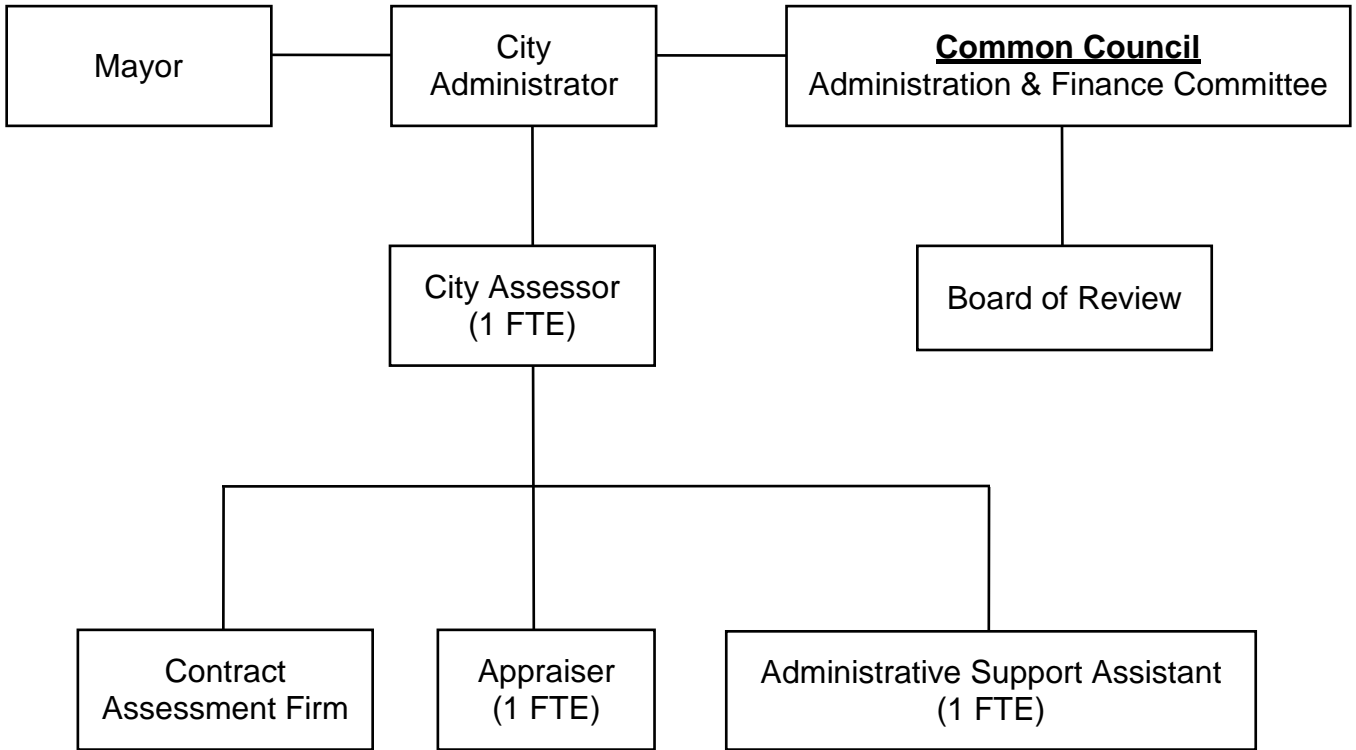 Mayor
City
Administrator
Common Council
Administration & Finance Committee
City Assessor
(1 FTE)
Board of Review
Contract
Assessment Firm
Appraiser
(1 FTE)
Administrative Support Assistant
(1 FTE)